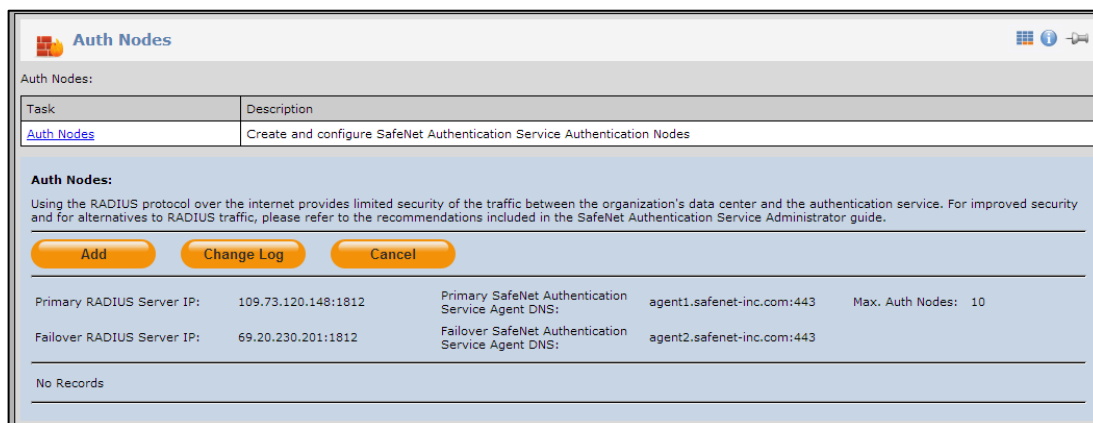 Auth Nodes
Auth Nodes:
Task Description
Auth Nodes Create and configure SafeNet Authentication Service Authentication Nodes
Auth Nodes:
Using the RADIUS protocol over the internet provides limited security of the traffic between the organization's data center and the authentication service. For improved security
and for alternatives to RADIUS traffic, please refer to the recommendations included in the SafeNet Authentication Service Administrator guide.
Add Change Log Cancel
Primary RADIUS Server IP: 109.73.120.148:1812 Primary SafeNet Authentication Service Agent DNS: agent1.safenet-inc.com:443 Max. Auth Nodes: 10
Failover RADIUS Server IP: 69.20.230.201:1812 Failover SafeNet Authentication Service Agent DNS: agent2.safenet-inc.com:443
No Records